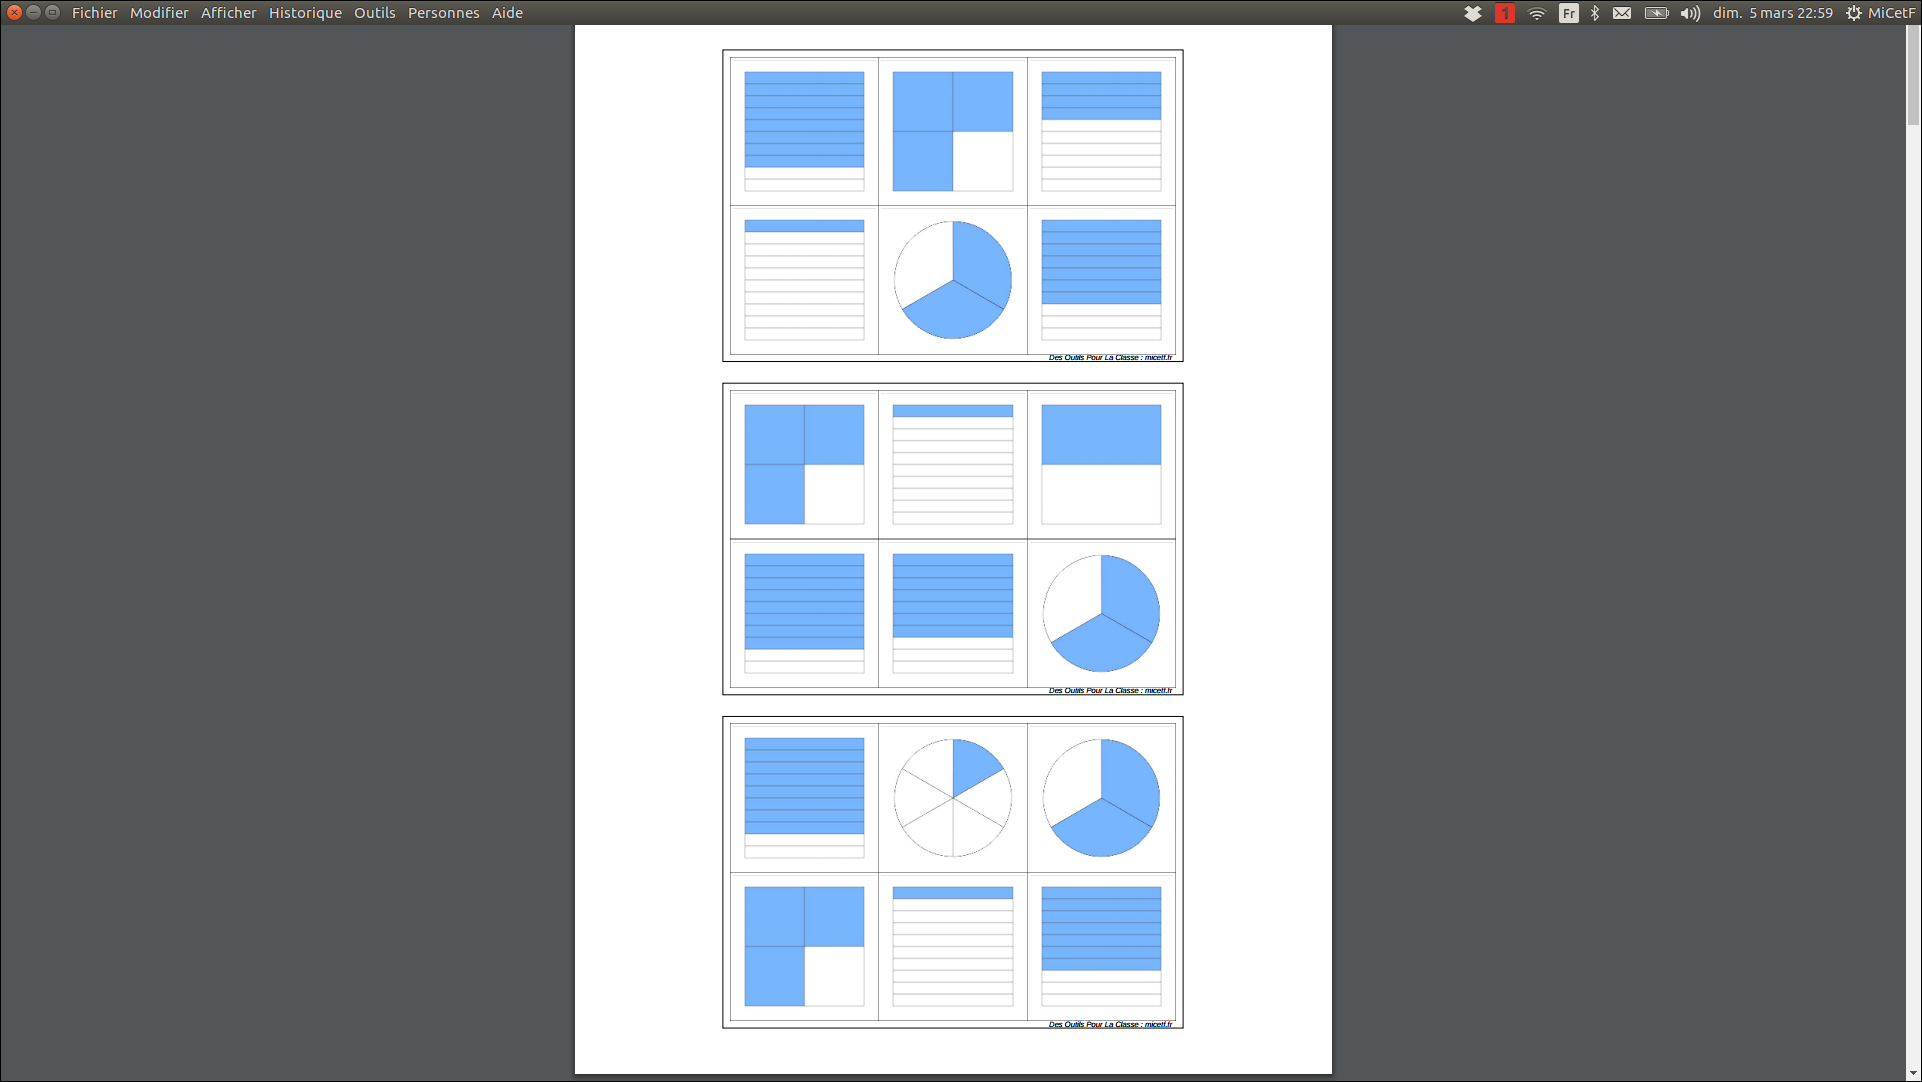 Fichier Modifier Afficher Historique Outils Personnes Aide 1 Fr dim. 5 mars 22:59 MiCetF
Des Outils Pour La Classe : micetf.fr
Des Outils Pour La Classe : micetf.fr
Des Outils Pour La Classe : micetf.fr